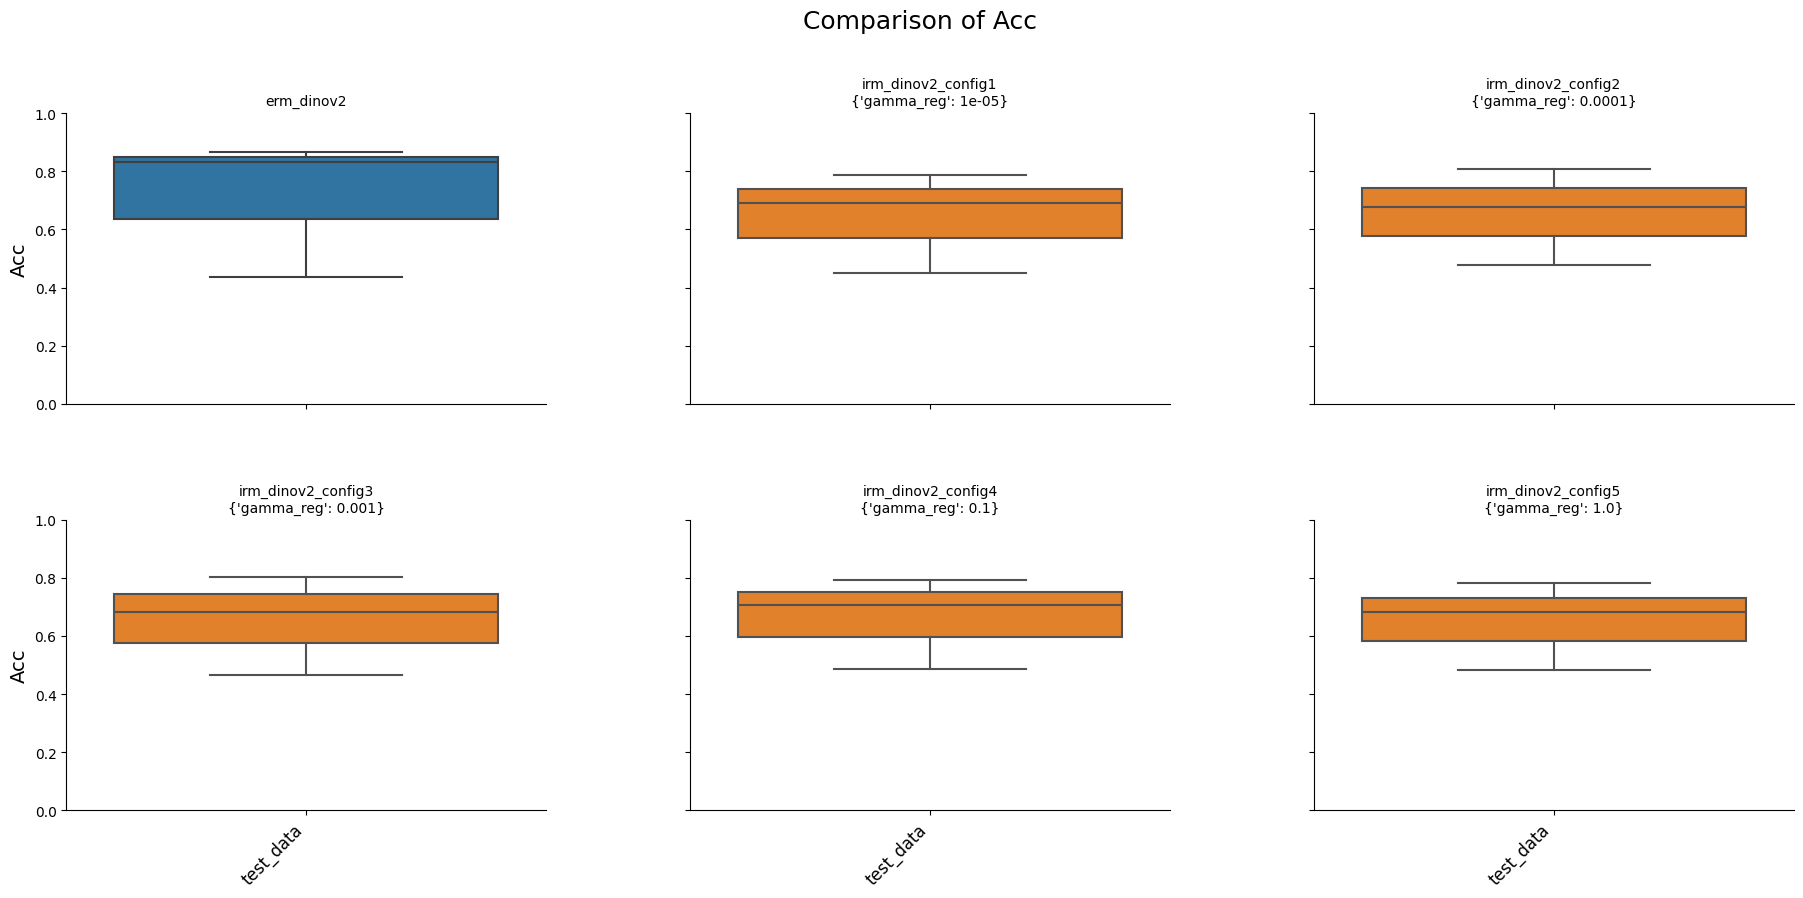 Comparison of Acc
erm_dinov2
irm_dinov2_config1
{'gamma_reg': 1e-05}
irm_dinov2_config2
{'gamma_reg': 0.0001}
Acc
1.0
0.8
0.6
0.4
0.2
0.0
irm_dinov2_config3
{'gamma_reg': 0.001}
irm_dinov2_config4
{'gamma_reg': 0.1}
irm_dinov2_config5
{'gamma_reg': 1.0}
Acc
1.0
0.8
0.6
0.4
0.2
0.0
test_data
test_data
test_data